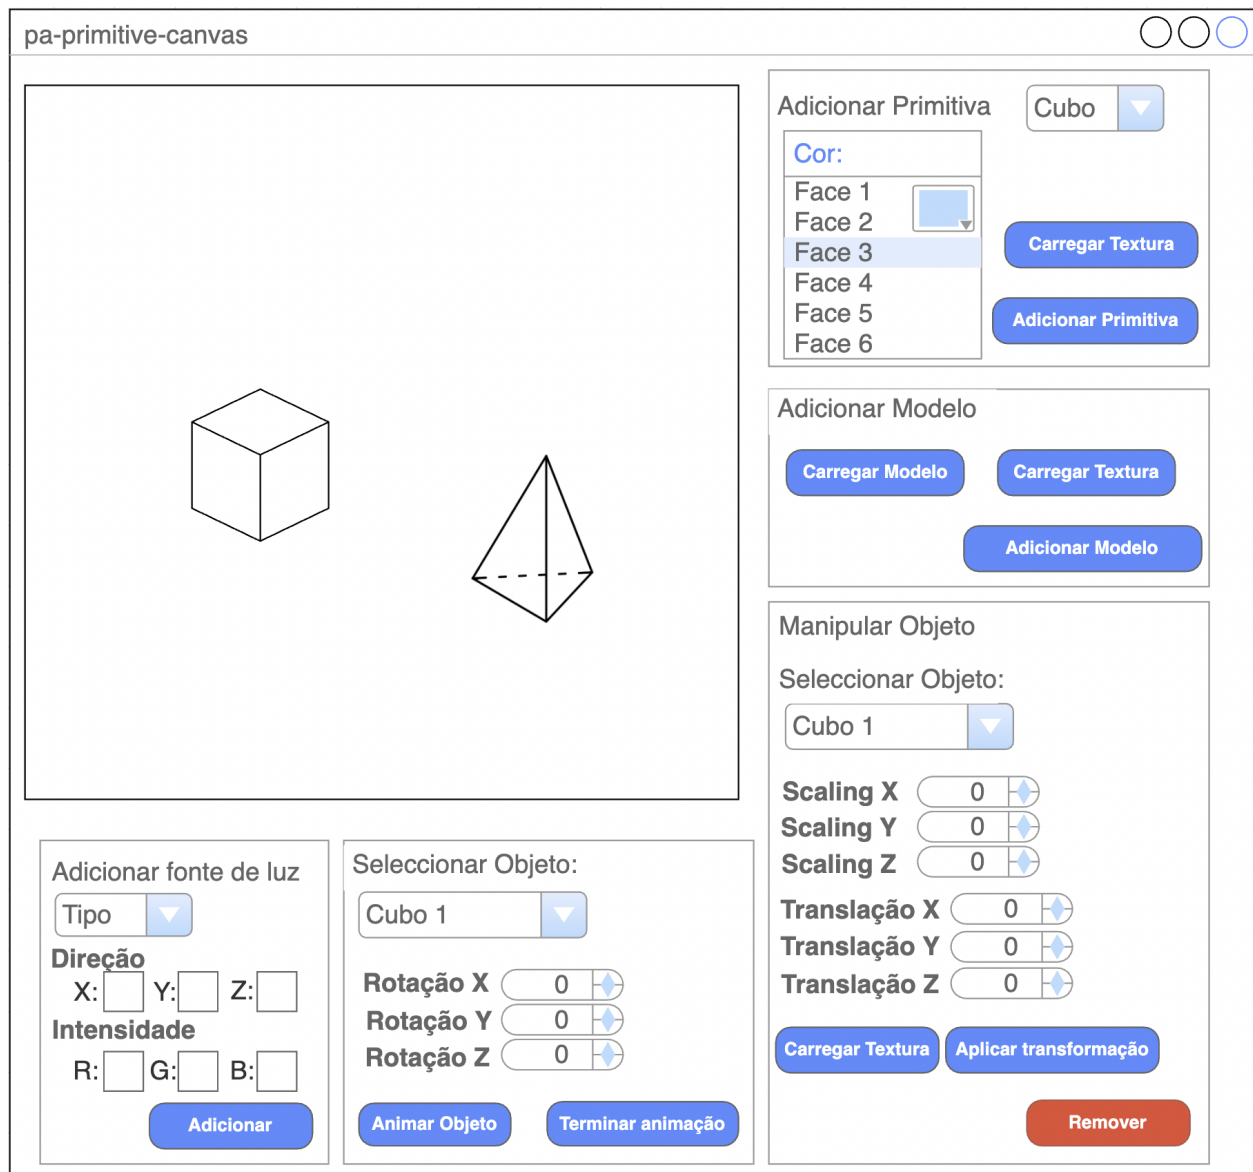 pa-primitive-canvas
Adicionar Primitiva
Cubo
Cor:
Face 1
Face 2
Face 3
Face 4
Face 5
Face 6
Carregar Textura
Adicionar Primitiva
Adicionar Modelo
Carregar Modelo
Carregar Textura
Adicionar Modelo
Manipular Objeto
Seleccionar Objeto:
Cubo 1
Scaling X 0
Scaling Y 0
Scaling Z 0
Translação X 0
Translação Y 0
Translação Z 0
Carregar Textura
Aplicar transformação
Remover
Adicionar fonte de luz
Tipo
Direção
X: Y: Z:
Intensidade
R: G: B:
Adicionar
Seleccionar Objeto:
Cubo 1
Rotação X 0
Rotação Y 0
Rotação Z 0
Animar Objeto
Terminar animação